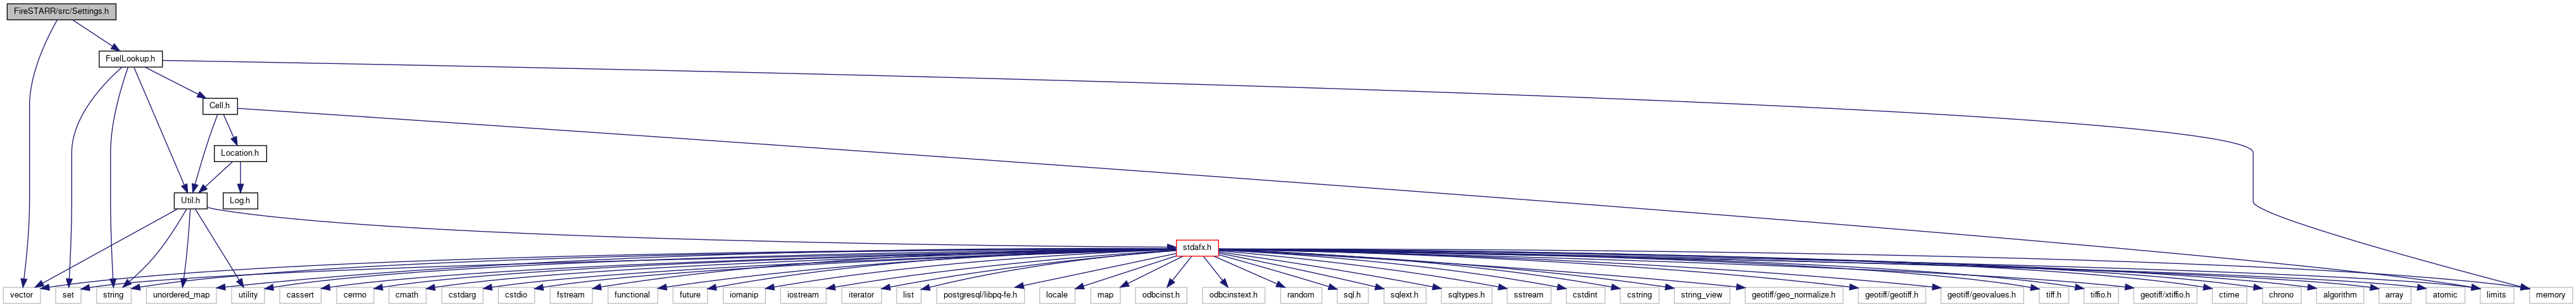 FireSTARR/src/Settings.h
FuelLookup.h
Cell.h
Location.h
Util.h
Log.h
stdafx.h
vector
set
string
unordered_map
utility
cassert
cerrno
cmath
cstdarg
cstdio
fstream
functional
future
iomanip
iostream
iterator
list
postgresql/libpq-fe.h
locale
map
odbcinst.h
odbcinstext.h
random
sql.h
sqlext.h
sqltypes.h
sstream
cstdint
cstring
string_view
geotiff/geo_normalize.h
geotiff/geotiff.h
geotiff/geovalues.h
tiff.h
tiffio.h
geotiff/xtiffio.h
ctime
chrono
algorithm
array
atomic
limits
memory